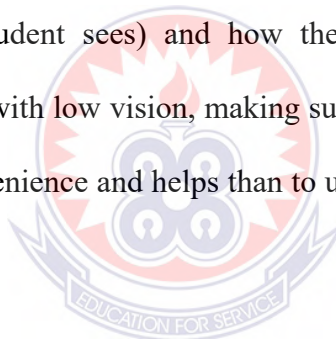 udent sees) and how the
with low vision, making su
enience and helps than to u
EDUCATION FOR SERVICE